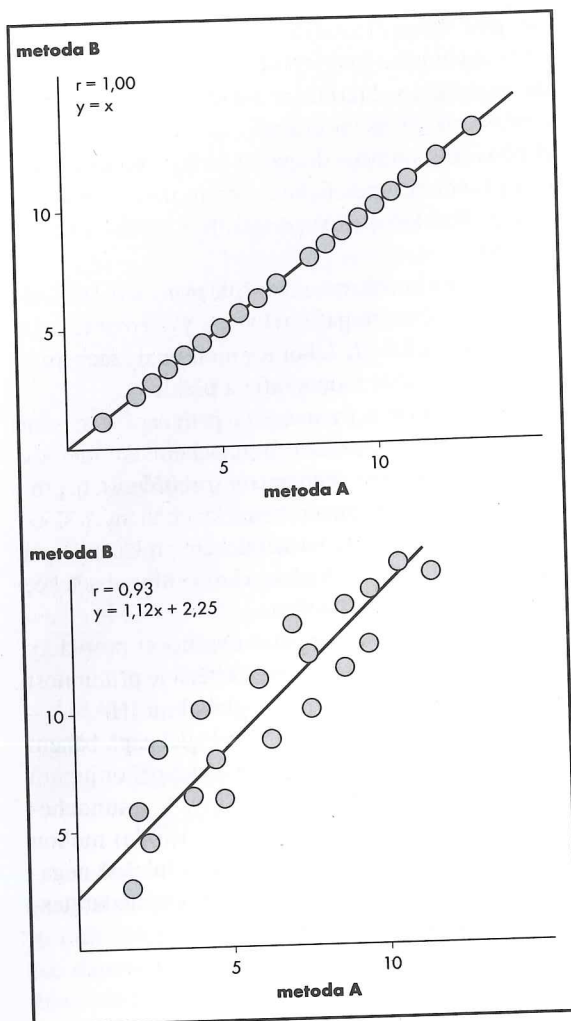 metoda B
r = 1,00
y = x
10
5
5
10
metoda A
metoda B
r = 0,93
y = 1,12x + 2,25
10
5
5
10
metoda A